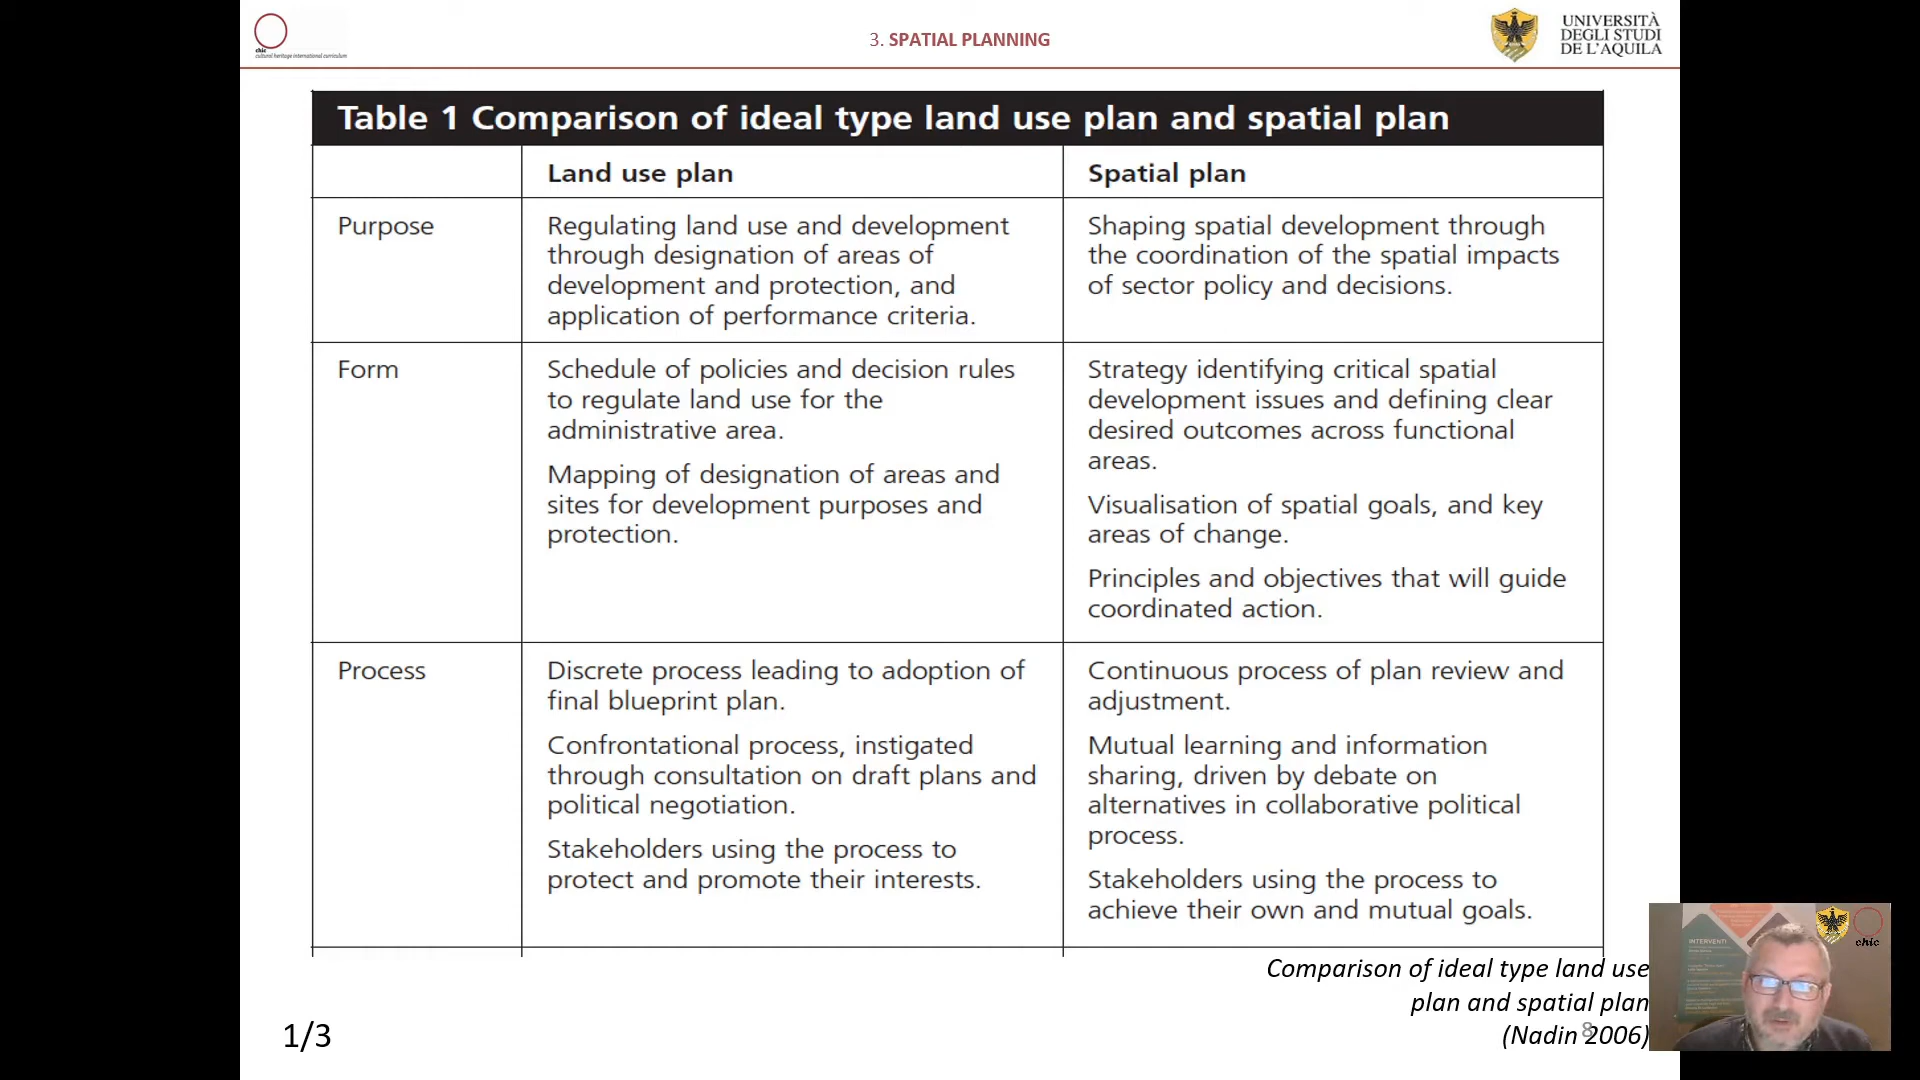 chic
cultural heritage international curriculum
3. SPATIAL PLANNING
UNIVERSITÀ
DEGLI STUDI
DE L'AQUILA
Table 1 Comparison of ideal type land use plan and spatial plan
Land use plan
Spatial plan
Purpose
Regulating land use and development
through designation of areas of
development and protection, and
application of performance criteria.
Shaping spatial development through
the coordination of the spatial impacts
of sector policy and decisions.
Form
Schedule of policies and decision rules
to regulate land use for the
administrative area.
Mapping of designation of areas and
sites for development purposes and
protection.
Strategy identifying critical spatial
development issues and defining clear
desired outcomes across functional
areas.
Visualisation of spatial goals, and key
areas of change.
Principles and objectives that will guide
coordinated action.
Process
Discrete process leading to adoption of
final blueprint plan.
Confrontational process, instigated
through consultation on draft plans and
political negotiation.
Stakeholders using the process to
protect and promote their interests.
Continuous process of plan review and
adjustment.
Mutual learning and information
sharing, driven by debate on
alternatives in collaborative political
process.
Stakeholders using the process to
achieve their own and mutual goals.
Comparison of ideal type land use
plan and spatial plan
(Nadin 2006)
8
1/3
INTERVENTI
chic